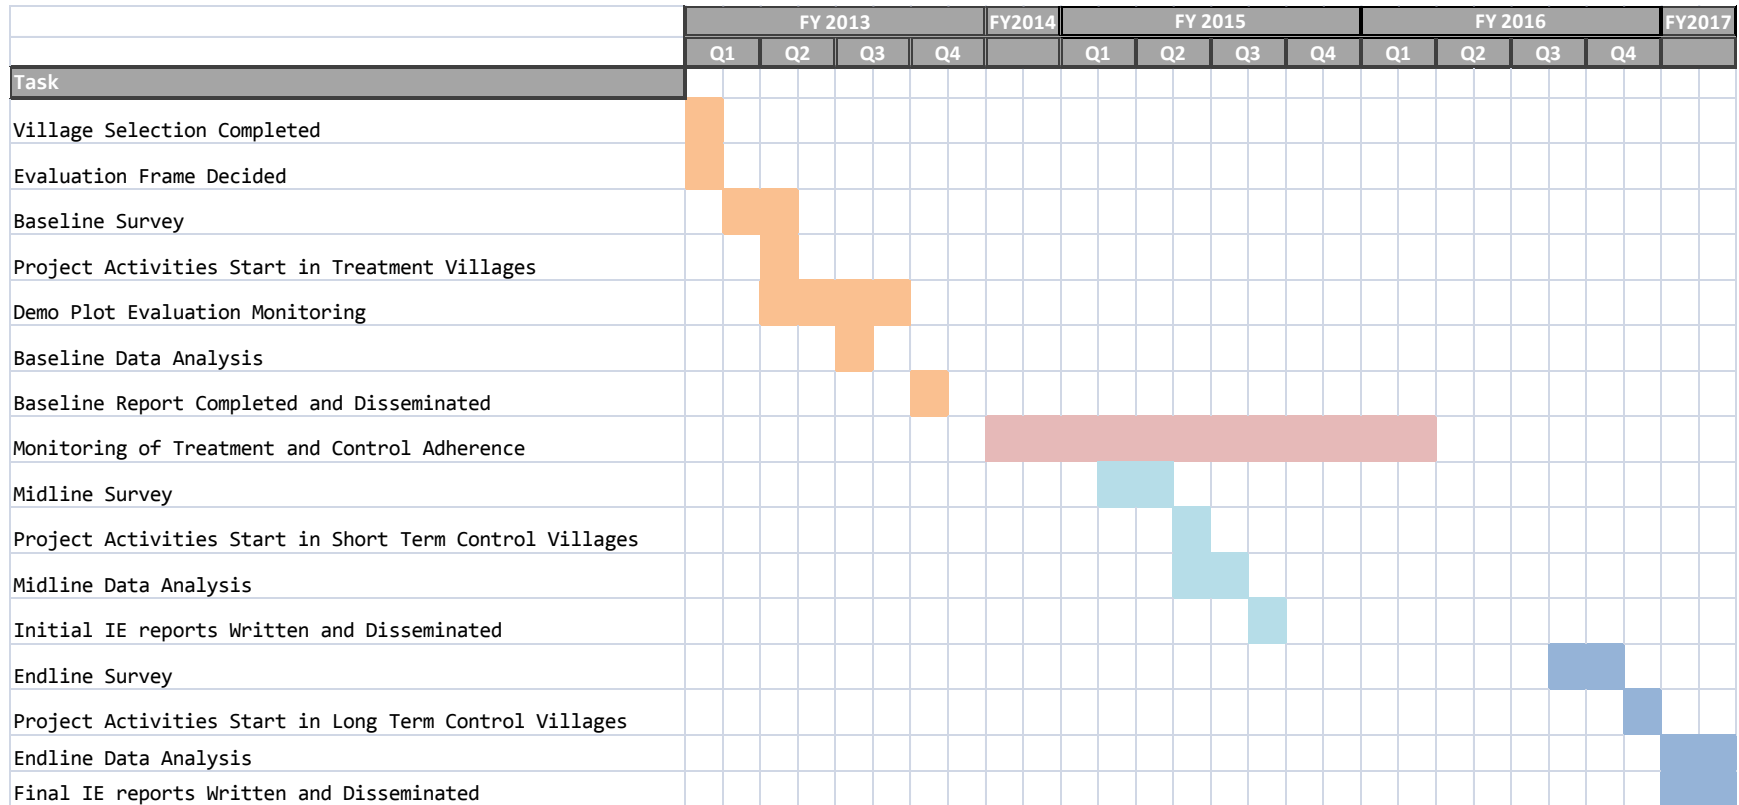 FY 2013 FY2014 FY 2015 FY 2016 FY2017
Q1 Q2 Q3 Q4 Q1 Q2 Q3 Q4 Q1 Q2 Q3 Q4
Task
Village Selection Completed
Evaluation Frame Decided
Baseline Survey
Project Activities Start in Treatment Villages
Demo Plot Evaluation Monitoring
Baseline Data Analysis
Baseline Report Completed and Disseminated
Monitoring of Treatment and Control Adherence
Midline Survey
Project Activities Start in Short Term Control Villages
Midline Data Analysis
Initial IE reports Written and Disseminated
Endline Survey
Project Activities Start in Long Term Control Villages
Endline Data Analysis
Final IE reports Written and Disseminated